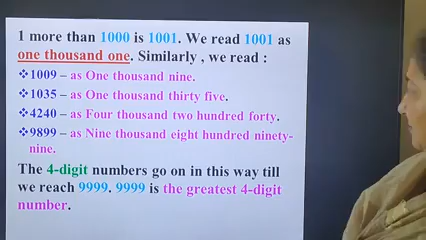 1 more than 1000 is 1001. We read 1001 as
one thousand one. Similarly , we read :
❖1009 – as One thousand nine.
❖1035 – as One thousand thirty five.
❖4240 – as Four thousand two hundred forty.
❖9899 – as Nine thousand eight hundred ninety-
nine.
The 4-digit numbers go on in this way till
we reach 9999. 9999 is the greatest 4-digit
number.